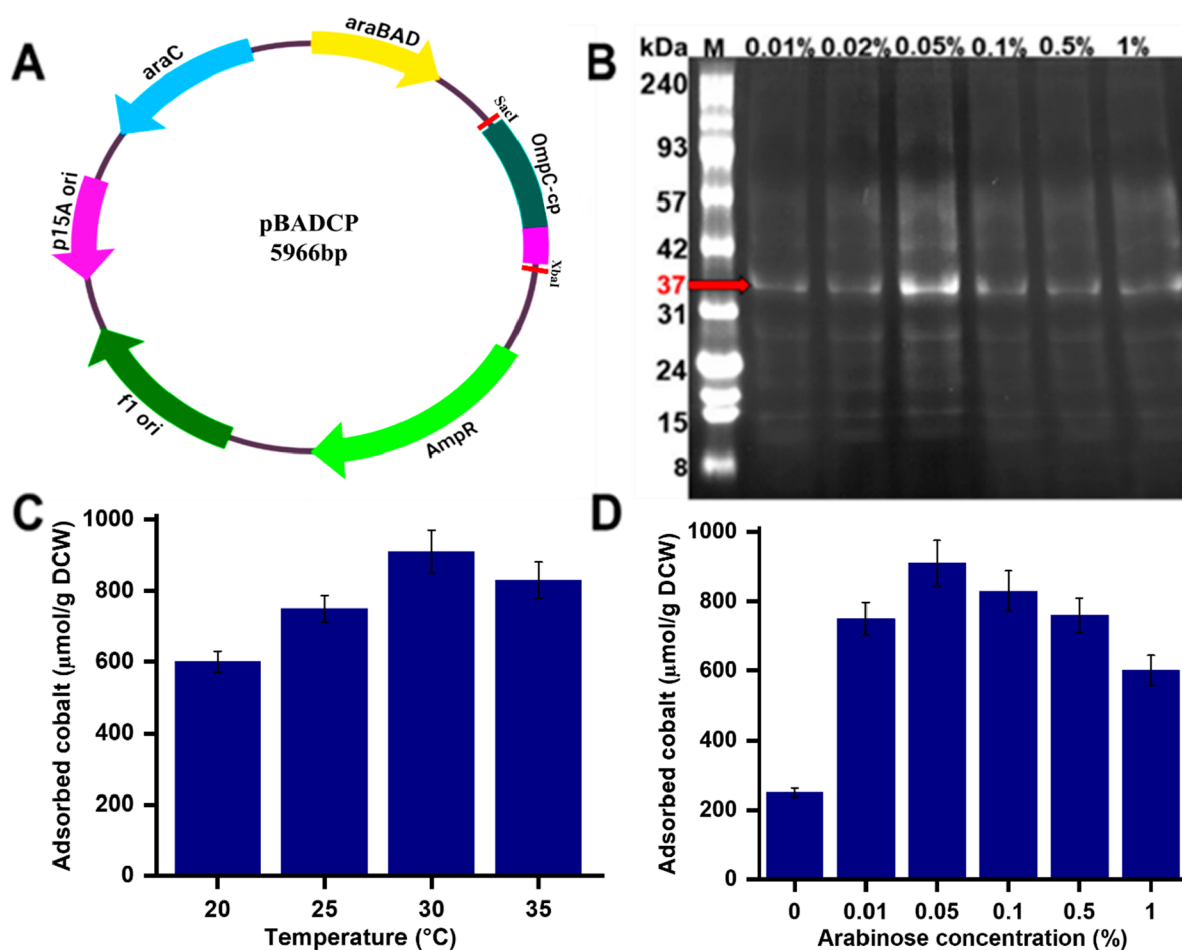 A
araC
araBAD
SacI
OmpC-cp
XbaI
p15A ori
pBADCP
5966bp
f1 ori
AmpR
B
kDa M 0.01% 0.02% 0.05% 0.1% 0.5% 1%
240
93
57
42
37
31
24
15
8
C
Adsorbed cobalt (μmol/g DCW)
1000
800
600
400
200
0
20 25 30 35
Temperature (°C)
D
Adsorbed cobalt (μmol/g DCW)
1000
800
600
400
200
0
0 0.01 0.05 0.1 0.5 1
Arabinose concentration (%)